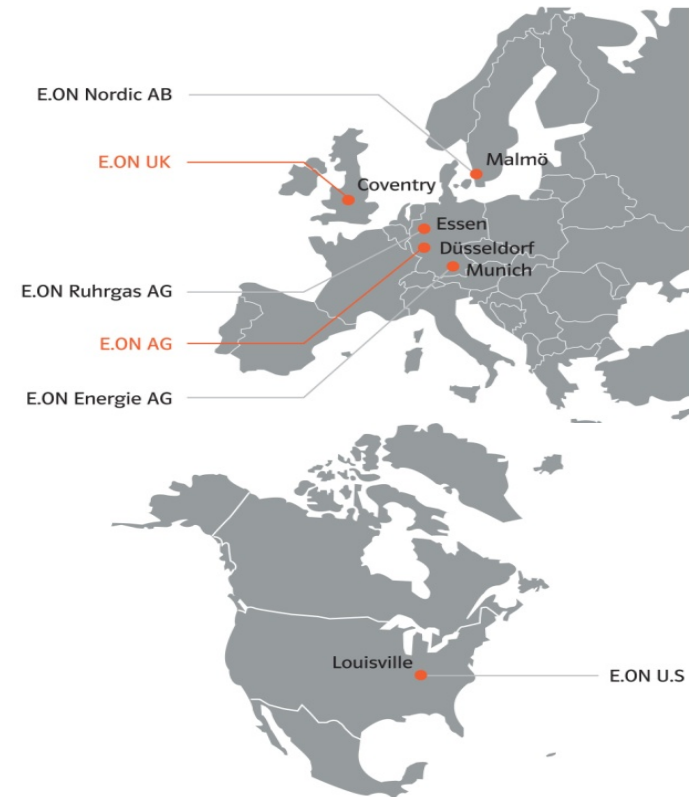 E.ON Nordic AB
Malmö
E.ON UK
Coventry
Essen
Düsseldorf
Munich
E.ON Ruhrgas AG
E.ON AG
E.ON Energie AG
Louisville
E.ON U.S